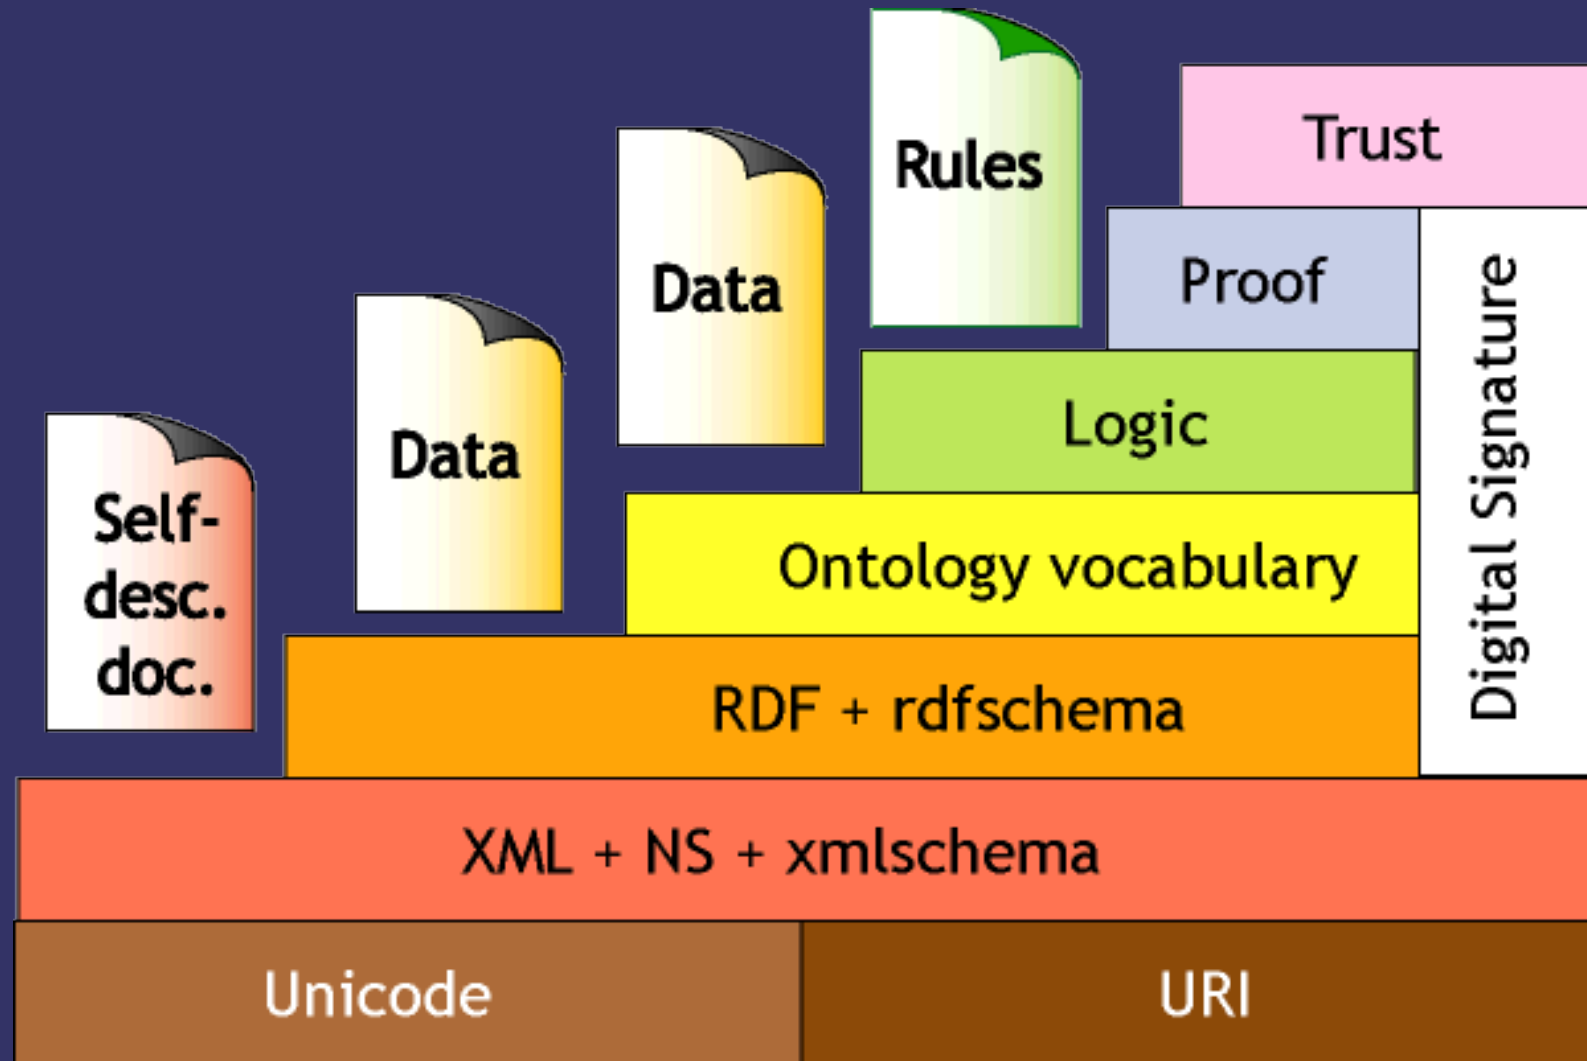 Rules
Trust
Data
Proof
Data
Logic
Digital Signature
Self-
desc.
doc.
Ontology vocabulary
RDF + rdfschema
XML + NS + xmlschema
Unicode
URI